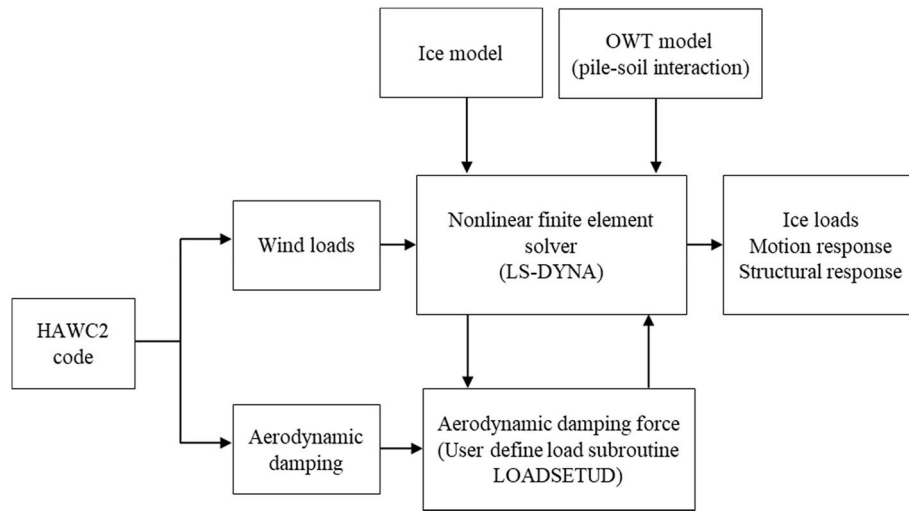 Ice model
OWT model
(pile-soil interaction)
Wind loads
Nonlinear finite element
solver
(LS-DYNA)
Ice loads
Motion response
Structural response
HAWC2
code
Aerodynamic
damping
Aerodynamic damping force
(User define load subroutine
LOADSETUD)